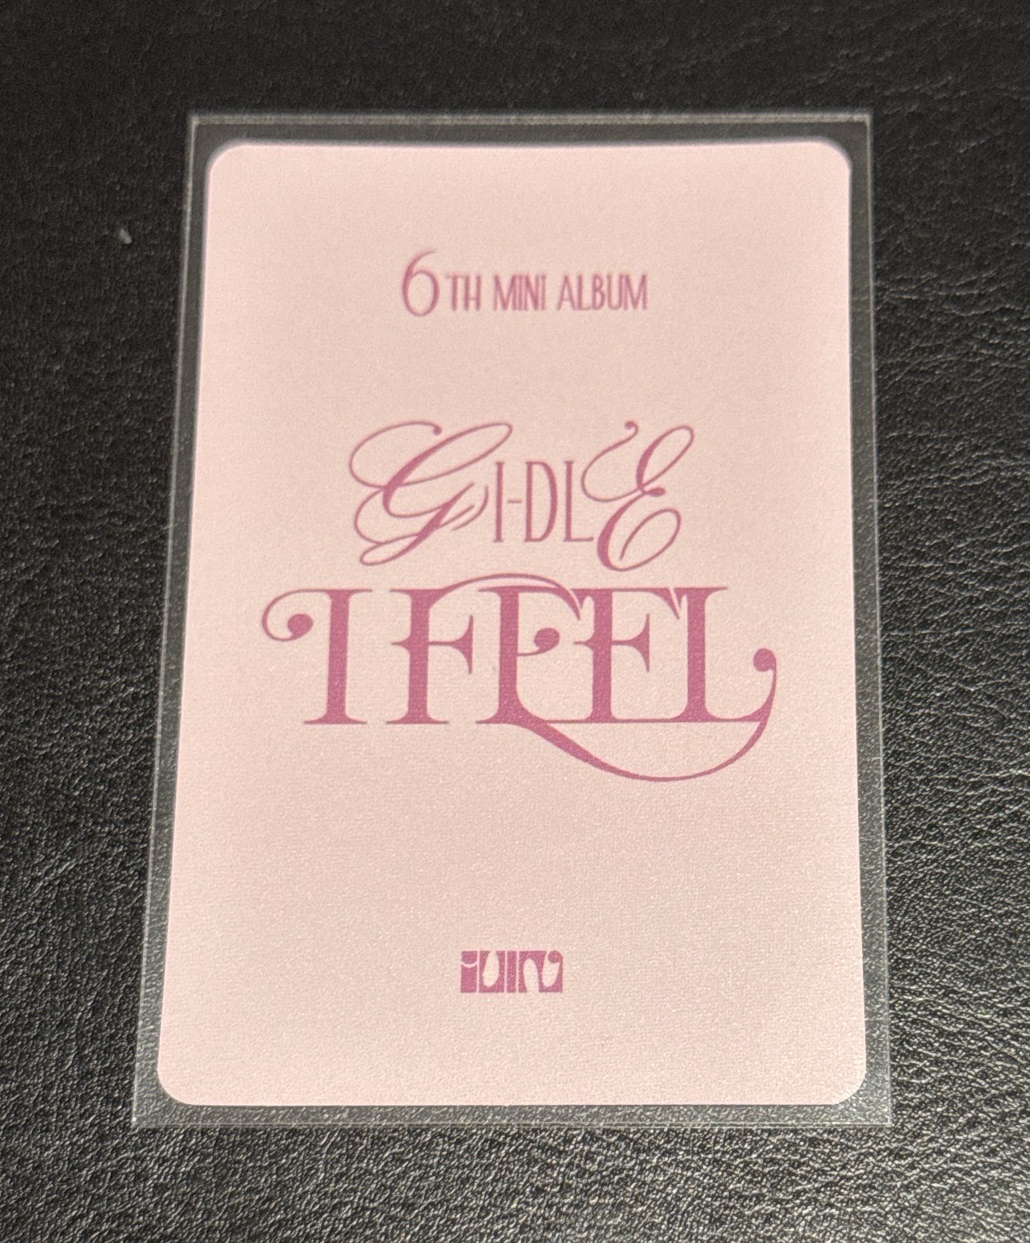 6TH MINI ALBUM
G I-DLE
I FEEL